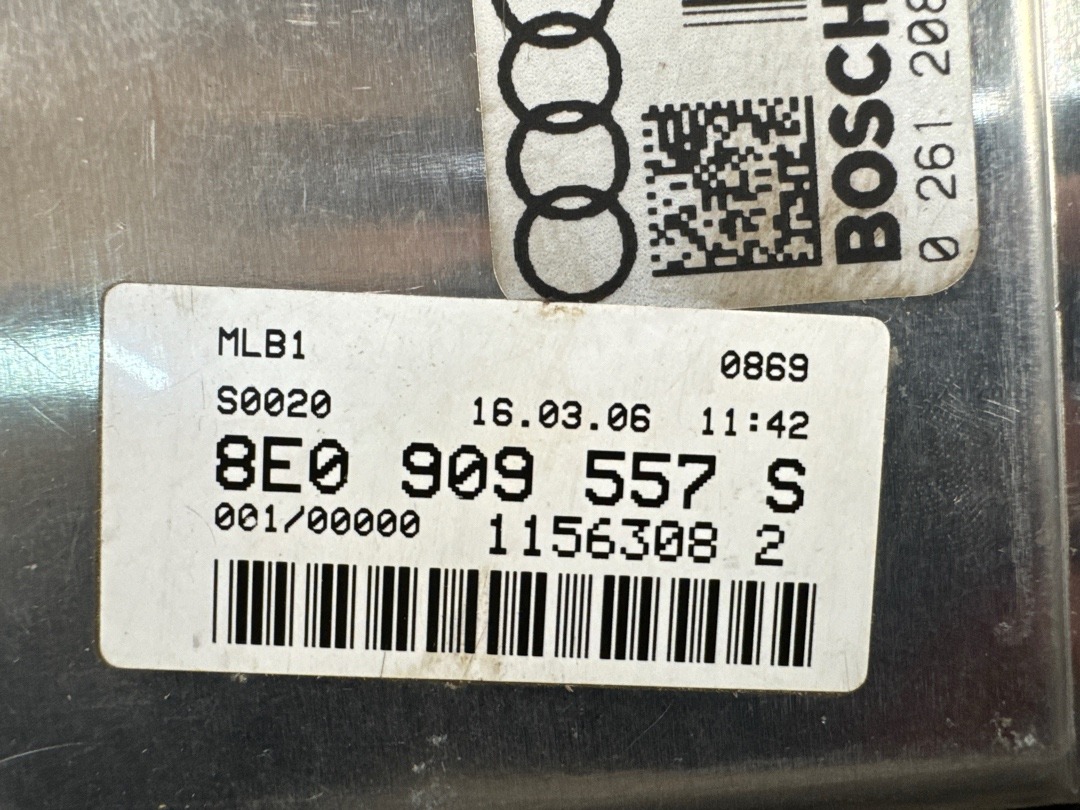 BOSCH
0 261 208
MLB1 0869
S0020 16.03.06 11:42
8E0 909 557 S
001/00000 1156308 2